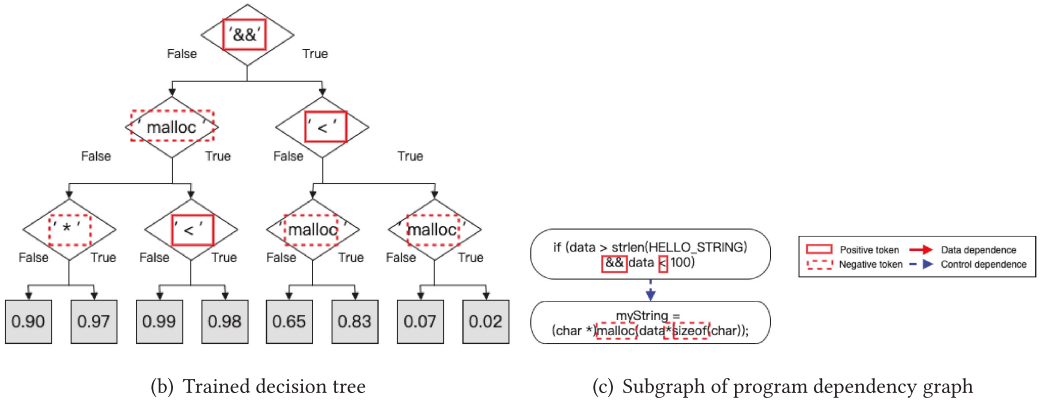 '&&'
False True
' malloc ' ' < '
False True False True
' * ' ' < ' ' malloc ' ' malloc '
False True False True False True False True
0.90 0.97 0.99 0.98 0.65 0.83 0.07 0.02
(b) Trained decision tree
if (data > strlen(HELLO_STRING)
&& data < 100)
myString =
(char *)malloc(data*sizeof(char));
Positive token Data dependence
Negative token Control dependence
(c) Subgraph of program dependency graph